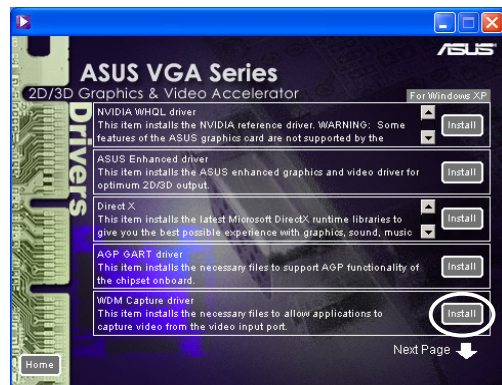 ASUS
ASUS VGA Series
2D/3D Graphics & Video Accelerator
For Windows XP
Drivers
NVIDIA WHQL driver
This item installs the NVIDIA reference driver. WARNING: Some
features of the ASUS graphics card are not supported by the
Install
ASUS Enhanced driver
This item installs the ASUS enhanced graphics and video driver for
optimum 2D/3D output.
Install
Direct X
This item installs the latest Microsoft DirectX runtime libraries to
give you the best possible experience with graphics, sound, music
Install
AGP GART driver
This item installs the necessary files to support AGP functionality of
the chipset onboard.
Install
WDM Capture driver
This item installs the necessary files to allow applications to
capture video from the video input port.
Install
Next Page
Home